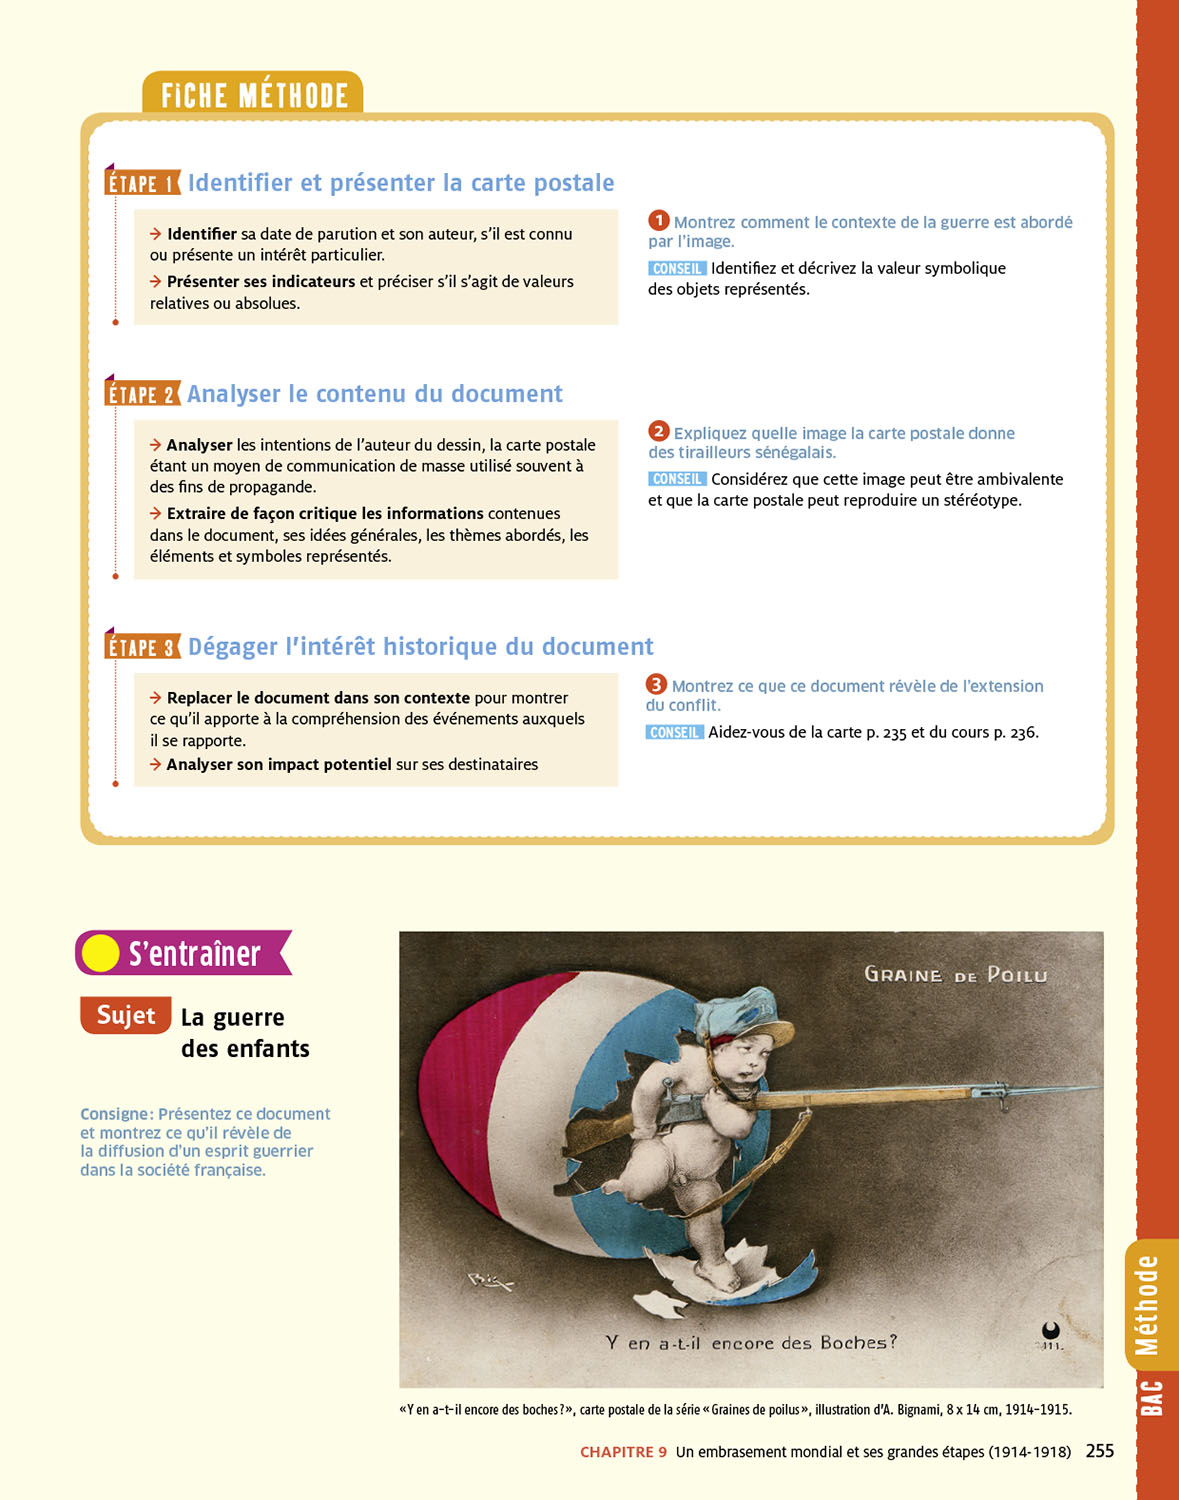 FICHE MÉTHODE
ÉTAPE 1 Identifier et présenter la carte postale
→ Identifier sa date de parution et son auteur, s'il est connu
ou présente un intérêt particulier.
→ Présenter ses indicateurs et préciser s'il s'agit de valeurs
relatives ou absolues.
1 Montrez comment le contexte de la guerre est abordé
par l'image.
CONSEIL Identifiez et décrivez la valeur symbolique
des objets représentés.
ÉTAPE 2 Analyser le contenu du document
→ Analyser les intentions de l'auteur du dessin, la carte postale
étant un moyen de communication de masse utilisé souvent à
des fins de propagande.
→ Extraire de façon critique les informations contenues
dans le document, ses idées générales, les thèmes abordés, les
éléments et symboles représentés.
2 Expliquez quelle image la carte postale donne
des tirailleurs sénégalais.
CONSEIL Considérez que cette image peut être ambivalente
et que la carte postale peut reproduire un stéréotype.
ÉTAPE 3 Dégager l'intérêt historique du document
→ Replacer le document dans son contexte pour montrer
ce qu'il apporte à la compréhension des événements auxquels
il se rapporte.
→ Analyser son impact potentiel sur ses destinataires
3 Montrez ce que ce document révèle de l'extension
du conflit.
CONSEIL Aidez-vous de la carte p. 235 et du cours p. 236.
S'entraîner
Sujet La guerre
des enfants
Consigne : Présentez ce document
et montrez ce qu'il révèle de
la diffusion d'un esprit guerrier
dans la société française.
GRAINE DE POILU
Y en a-t-il encore des Boches?
« Y en a-t-il encore des boches ? », carte postale de la série « Graines de poilus », illustration d'A. Bignami, 8 x 14 cm, 1914-1915.
CHAPITRE 9 Un embrasement mondial et ses grandes étapes (1914-1918) 255
BAC Méthode